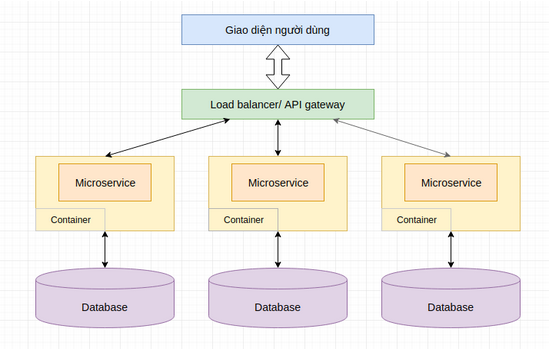 Giao diện người dùng
Load balancer/ API gateway
Microservice
Microservice
Microservice
Container
Container
Container
Database
Database
Database